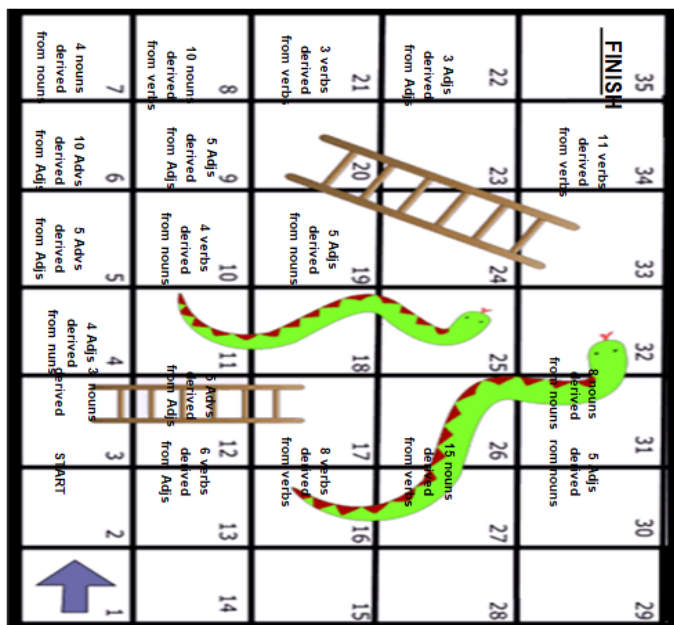 35
FINISH
34
11 verbs
derived
from verbs
33
32
31
8 nouns
derived
from nouns
30
5 Adjs
derived
rom nouns
29
22
3 Adjs
derived
from Adjs
23
24
25
26
15 nouns
derived
from verbs
27
28
21
3 verbs
derived
from verbs
20
19
5 Adjs
derived
from nouns
18
17
8 verbs
derived
from verbs
16
15
8
10 nouns
derived
from verbs
9
5 Adjs
derived
from Adjs
10
4 verbs
derived
from nouns
11
Advs
derived
from Adjs
12
6 verbs
derived
from Adjs
13
14
7
4 nouns
derived
from nouns
6
10 Advs
derived
from Adjs
5
5 Advs
derived
from Adjs
4
4 Adjs
derived
from nuns
3
3 nouns
derived
START
2
1